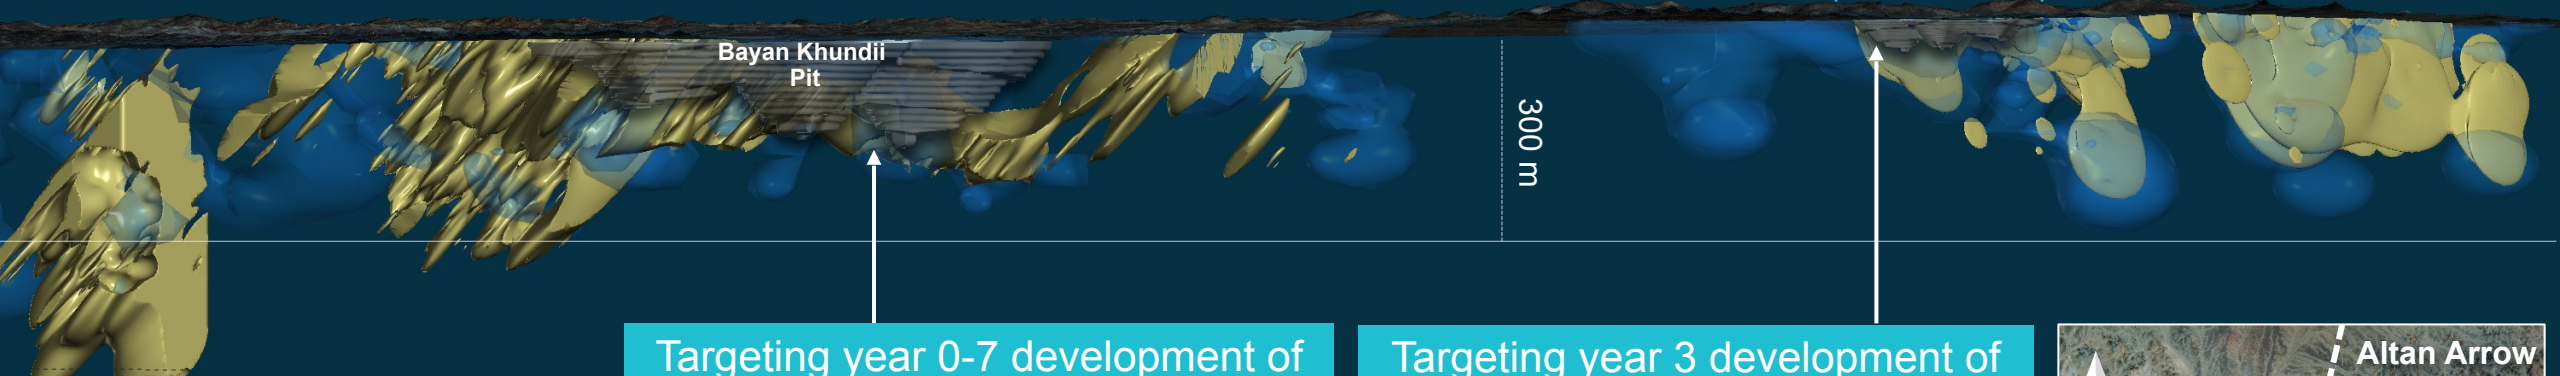 Bayan Khundii
Pit
300 m
Targeting year 0-7 development of
Targeting year 3 development of
Altan Arrow